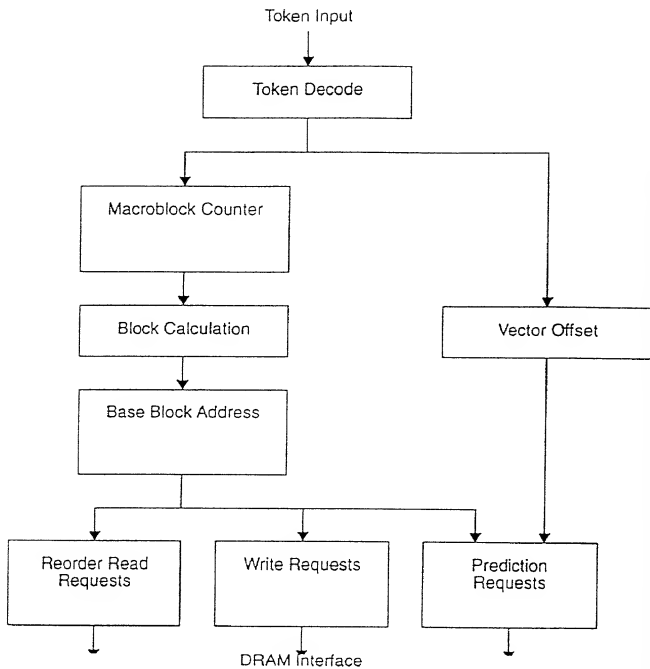 Token Input
Token Decode
Macroblock Counter
Block Calculation
Vector Offset
Base Block Address
Reorder Read
Requests
Write Requests
Prediction
Requests
DRAM Interface